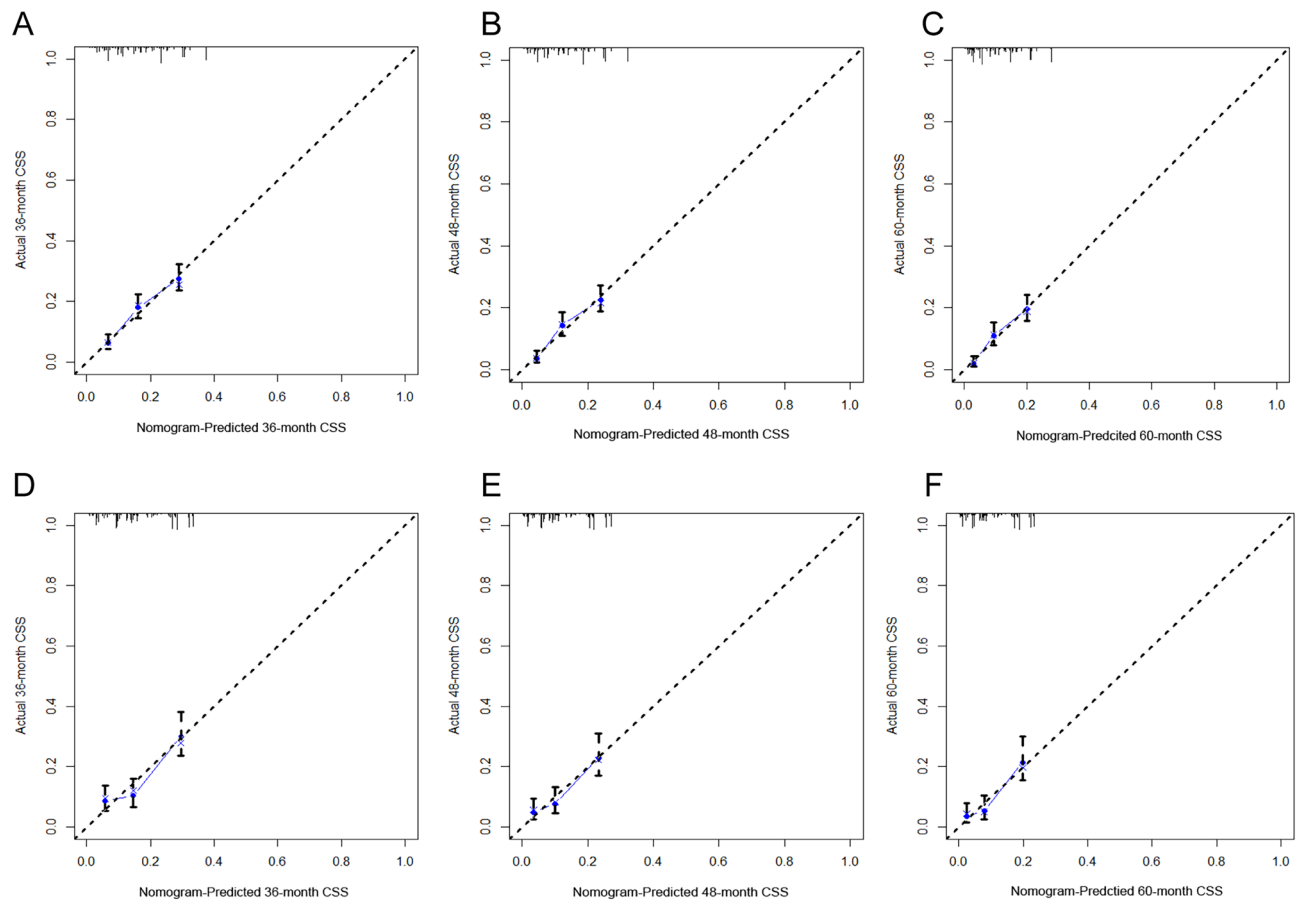 A
Actual 36-month CSS
0.0 0.2 0.4 0.6 0.8 1.0
0.0 0.2 0.4 0.6 0.8 1.0
Nomogram-Predicted 36-month CSS
B
Actual 48-month CSS
0.0 0.2 0.4 0.6 0.8 1.0
0.0 0.2 0.4 0.6 0.8 1.0
Nomogram-Predicted 48-month CSS
C
Actual 60-month CSS
0.0 0.2 0.4 0.6 0.8 1.0
0.0 0.2 0.4 0.6 0.8 1.0
Nomogram-Predcited 60-month CSS
D
Actual 36-month CSS
0.0 0.2 0.4 0.6 0.8 1.0
0.0 0.2 0.4 0.6 0.8 1.0
Nomogram-Predicted 36-month CSS
E
Actual 48-month CSS
0.0 0.2 0.4 0.6 0.8 1.0
0.0 0.2 0.4 0.6 0.8 1.0
Nomogram-Predicted 48-month CSS
F
Actual 60-month CSS
0.0 0.2 0.4 0.6 0.8 1.0
0.0 0.2 0.4 0.6 0.8 1.0
Nomogram-Predctied 60-month CSS